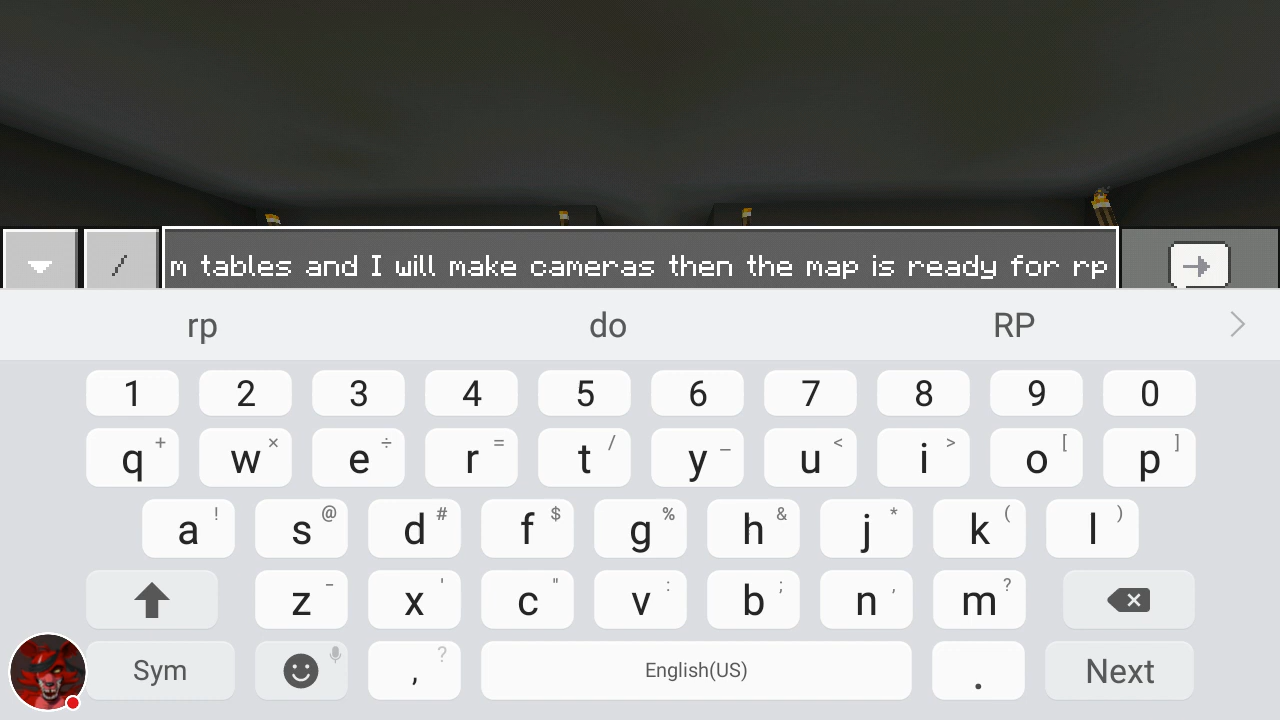 / m tables and I will make cameras then the map is ready for rp
rp do RP
1 2 3 4 5 6 7 8 9 0
q + w × e ÷ r = t / y _ u < i > o [ p ]
a ! s @ d # f $ g % h & j * k ( l )
z - x ' c " v : b ; n , m ?
Sym , ? English(US) . Next